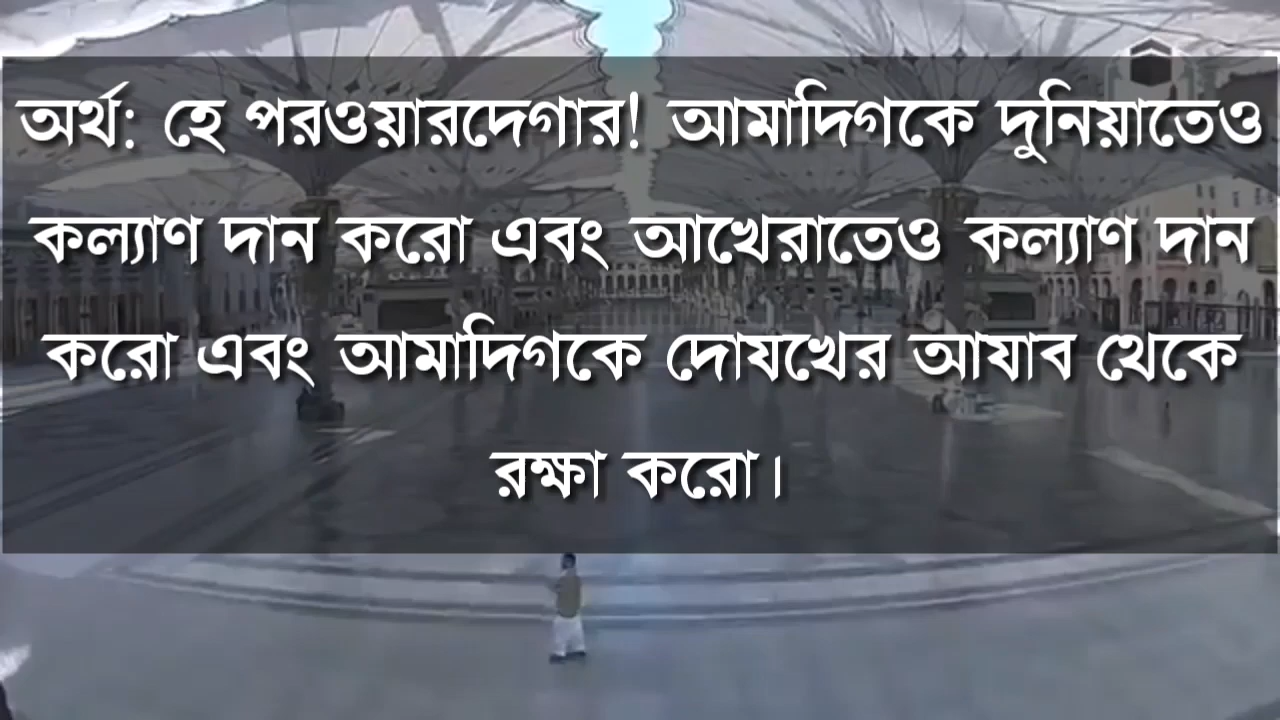 অর্থ: হে পরওয়ারদেগার! আমাদিগকে দুনিয়াতেও
কল্যাণ দান করো এবং আখেরাতেও কল্যাণ দান
করো এবং আমাদিগকে দোযখের আযাব থেকে
রক্ষা করো।